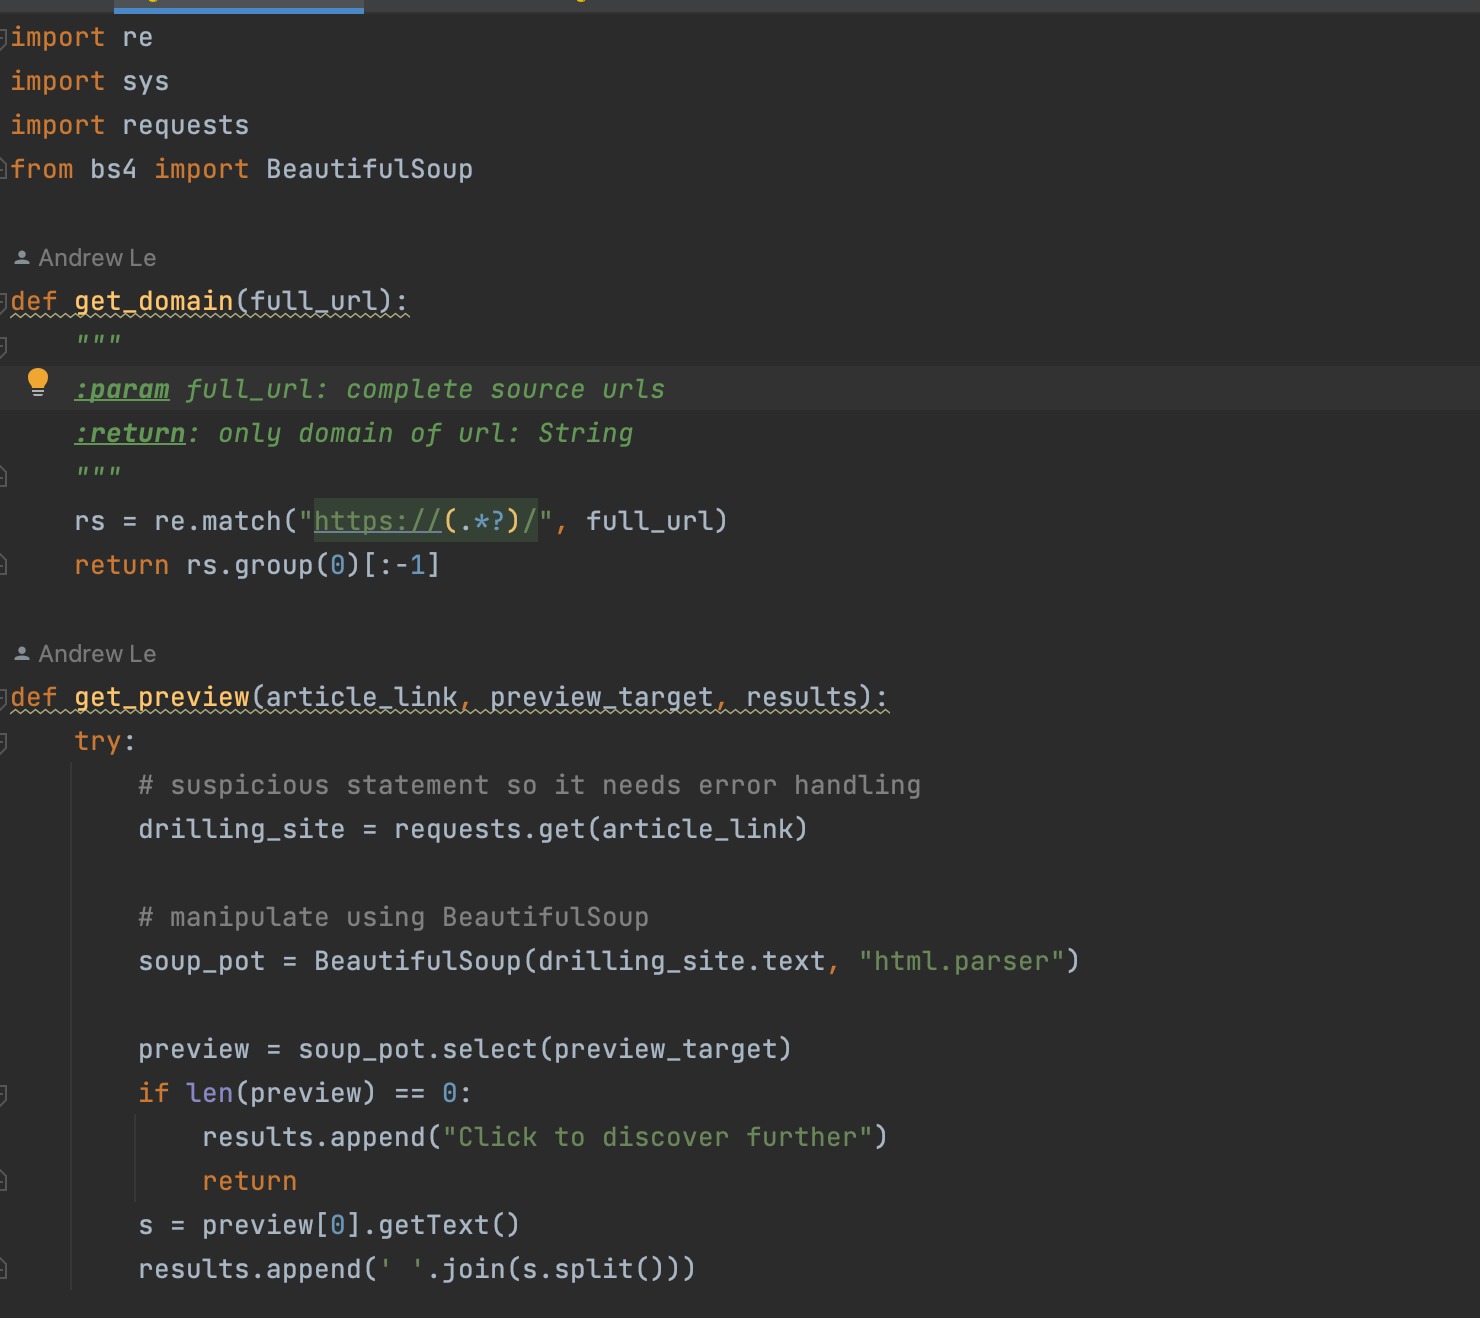 import re
import sys
import requests
from bs4 import BeautifulSoup
Andrew Le
def get_domain(full_url):
    """
    :param full_url: complete source urls
    :return: only domain of url: String
    """
    rs = re.match("https://(.*?)/", full_url)
    return rs.group(0)[:-1]
Andrew Le
def get_preview(article_link, preview_target, results):
    try:
        # suspicious statement so it needs error handling
        drilling_site = requests.get(article_link)
        # manipulate using BeautifulSoup
        soup_pot = BeautifulSoup(drilling_site.text, "html.parser")
        preview = soup_pot.select(preview_target)
        if len(preview) == 0:
            results.append("Click to discover further")
            return
        s = preview[0].getText()
        results.append(' '.join(s.split()))